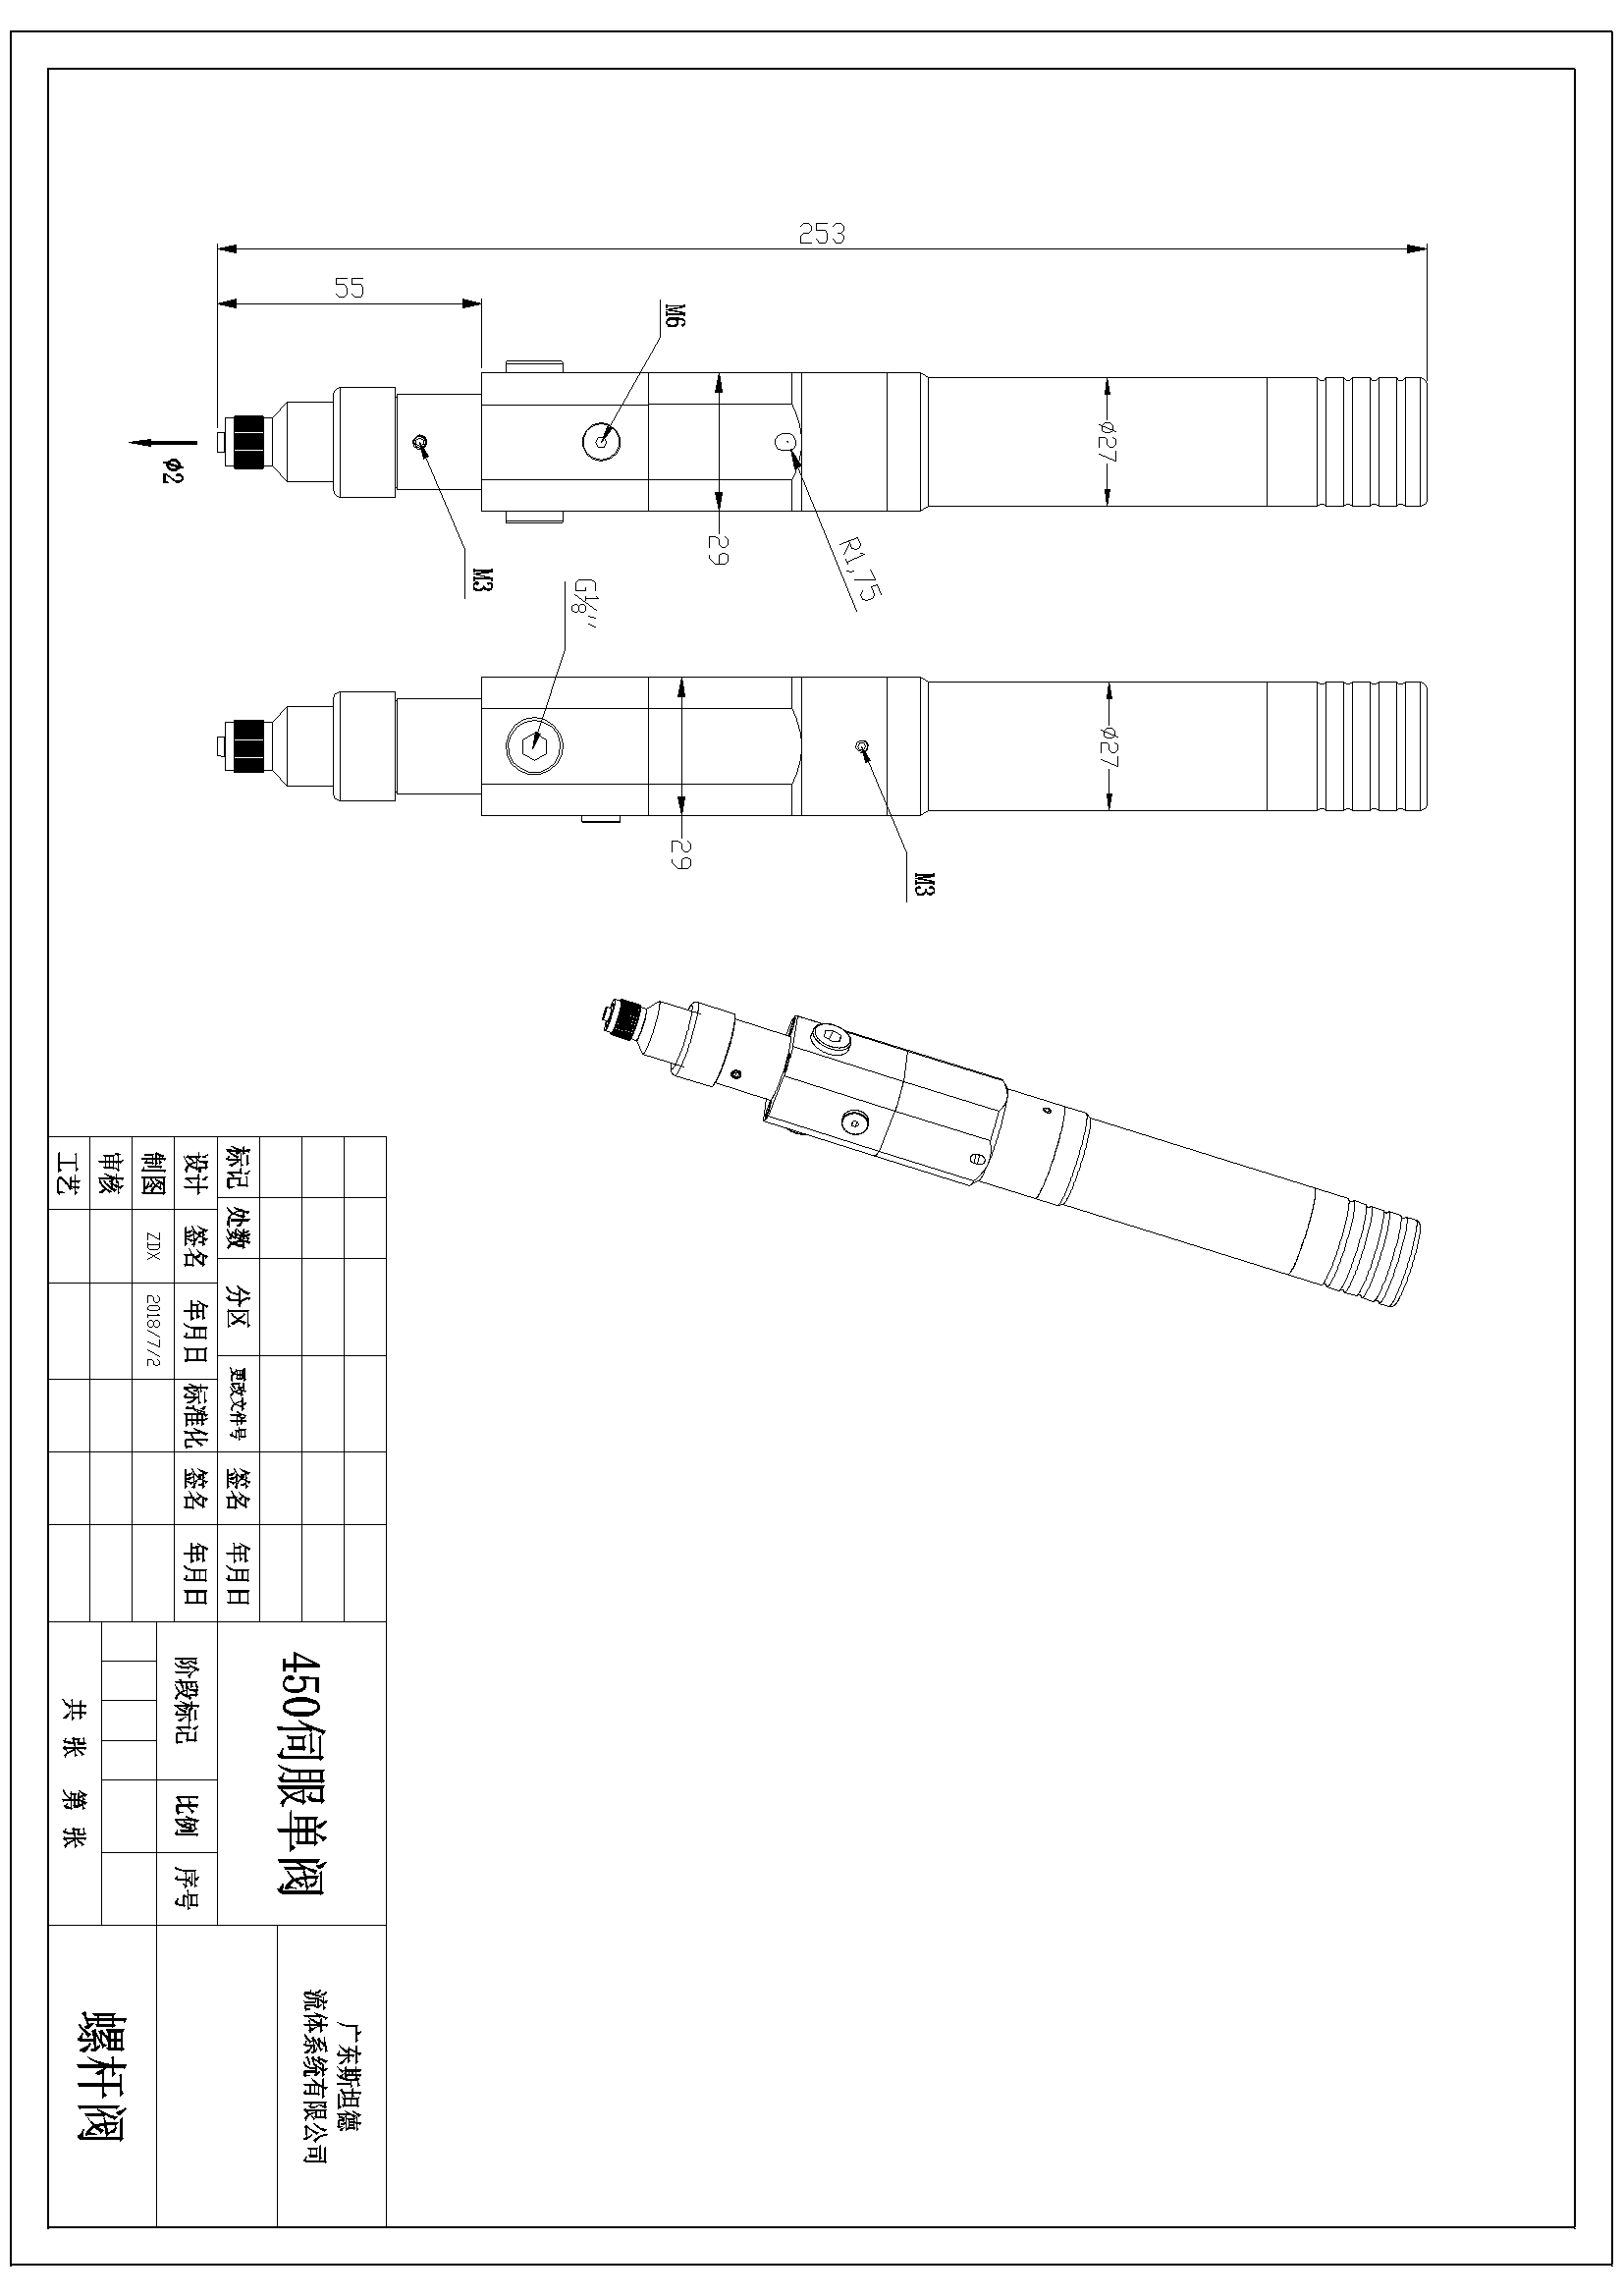 253
55
M6
ϕ27
ϕ2
29
R1,75
M3
G⅛''
ϕ27
29
M3
标记 处数 分区 更改文件号 签名 年月日
设计 签名 年月日 标准化 签名 年月日
制图 ZDX 2018/7/2
审核
工艺
450伺服单阀
阶段标记 比例 序号
共 张 第 张
广东斯坦德
流体系统有限公司
螺杆阀